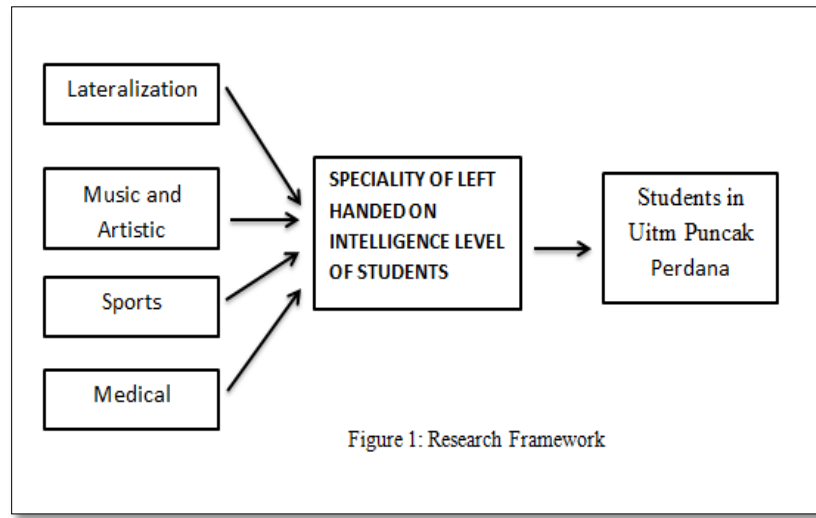 Lateralization
Music and
Artistic
Sports
Medical
SPECIALITY OF LEFT
HANDED ON
INTELLIGENCE LEVEL
OF STUDENTS
Students in
Uitm Puncak
Perdana
Figure 1: Research Framework